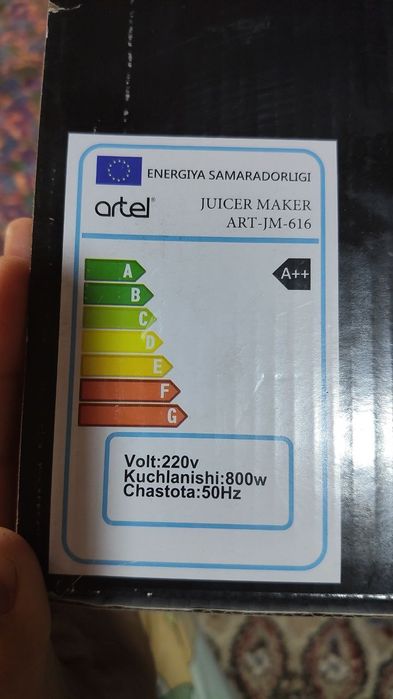 ENERGIYA SAMARADORLIGI
artel®
JUICER MAKER
ART-JM-616
A
A++
B
C
D
E
F
G
Volt:220v
Kuchlanishi:800w
Chastota:50Hz